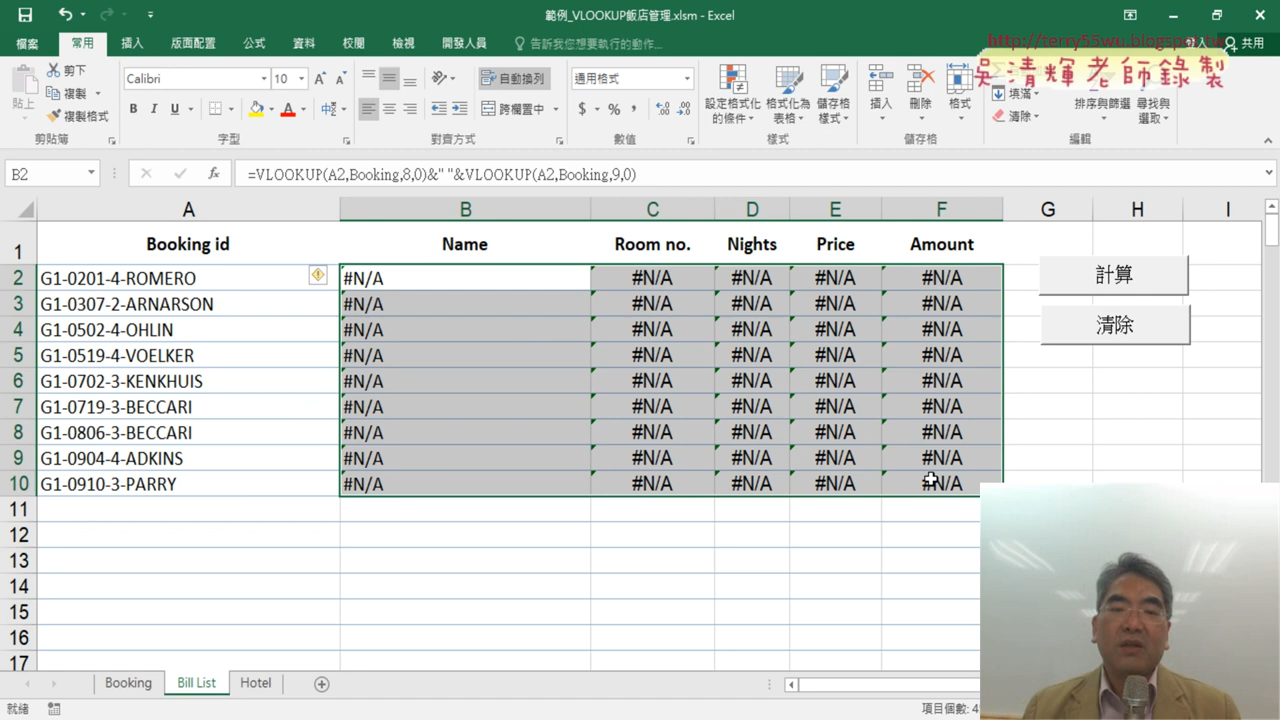 範例_VLOOKUP飯店管理.xlsm - Excel
檔案 常用 插入 版面配置 公式 資料 校閱 檢視 開發人員 告訴我您想要執行的功能... 共用
http://terry55wu.blogspot.tw
吳清輝老師錄製
貼上 剪下 複製 複製格式
Calibri 10 自動換列 通用格式
B I U 跨欄置中 $ % ,
設定格式化的條件 格式化為表格 儲存格樣式 插入 刪除 格式
填滿 清除 排序與篩選 尋找與選取
剪貼簿 字型 對齊方式 數值 樣式 儲存格 編輯
B2 fx =VLOOKUP(A2,Booking,8,0)&" "&VLOOKUP(A2,Booking,9,0)
A B C D E F G H I
1 Booking id Name Room no. Nights Price Amount
2 G1-0201-4-ROMERO #N/A #N/A #N/A #N/A #N/A
3 G1-0307-2-ARNARSON #N/A #N/A #N/A #N/A #N/A
4 G1-0502-4-OHLIN #N/A #N/A #N/A #N/A #N/A
5 G1-0519-4-VOELKER #N/A #N/A #N/A #N/A #N/A
6 G1-0702-3-KENKHUIS #N/A #N/A #N/A #N/A #N/A
7 G1-0719-3-BECCARI #N/A #N/A #N/A #N/A #N/A
8 G1-0806-3-BECCARI #N/A #N/A #N/A #N/A #N/A
9 G1-0904-4-ADKINS #N/A #N/A #N/A #N/A #N/A
10 G1-0910-3-PARRY #N/A #N/A #N/A #N/A #N/A
計算
清除
11
12
13
14
15
16
17
Booking Bill List Hotel
就緒 項目個數: 4